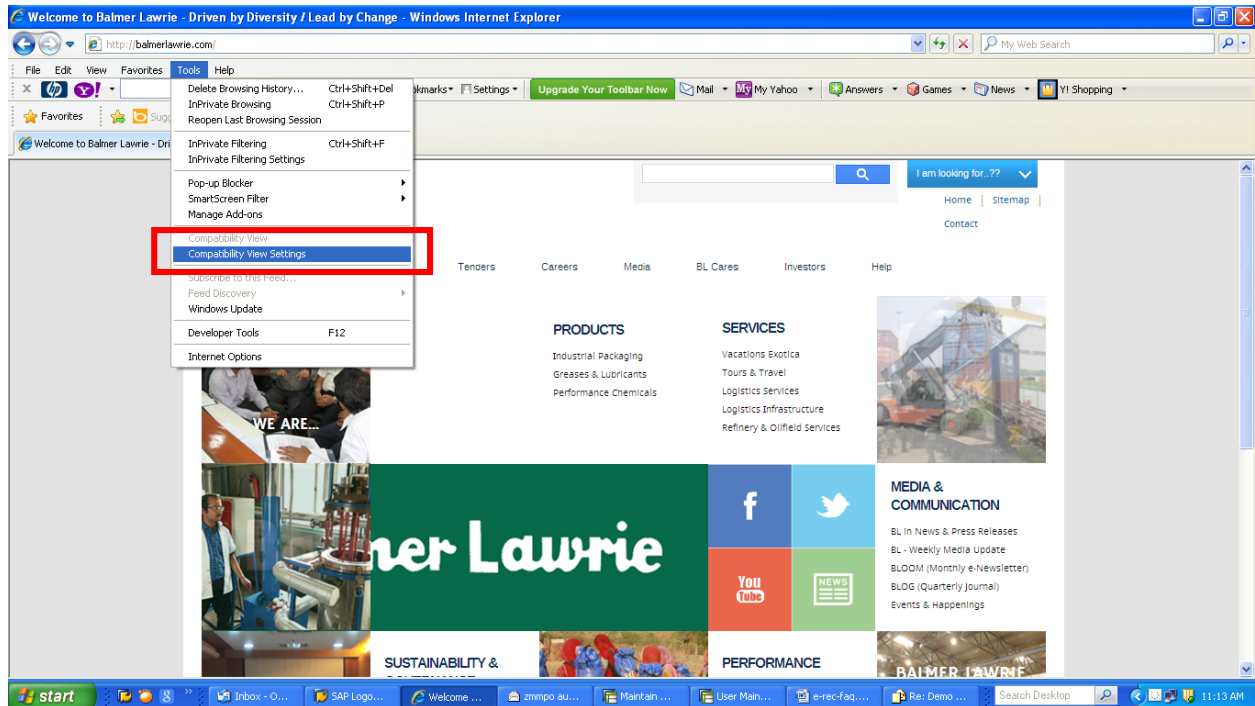 Welcome to Balmer Lawrie - Driven by Diversity / Lead by Change - Windows Internet Explorer
http://balmerlawrie.com/
My Web Search
File Edit View Favorites Tools Help
Settings
Upgrade Your Toolbar Now
Mail
My Yahoo
Answers
Games
News
Y! Shopping
Favorites
Welcome to Balmer Lawrie - Dri
Delete Browsing History... Ctrl+Shift+Del
InPrivate Browsing Ctrl+Shift+P
Reopen Last Browsing Session
InPrivate Filtering Ctrl+Shift+F
InPrivate Filtering Settings
Pop-up Blocker
SmartScreen Filter
Manage Add-ons
Compatibility View
Compatibility View Settings
Subscribe to this Feed...
Feed Discovery
Windows Update
Developer Tools F12
Internet Options
I am looking for..??
Home | Sitemap |
Contact
Tenders Careers Media BL Cares Investors Help
PRODUCTS
Industrial Packaging
Greases & Lubricants
Performance Chemicals
SERVICES
Vacations Exotica
Tours & Travel
Logistics Services
Logistics Infrastructure
Refinery & Oilfield Services
WE ARE...
mer Lawrie
f
You
Tube
NEWS
MEDIA &
COMMUNICATION
BL in News & Press Releases
BL - Weekly Media Update
BLOOM (Monthly e-Newsletter)
BLOG (Quarterly Journal)
Events & Happenings
SUSTAINABILITY &
PERFORMANCE
BALMER LAWRIE
start
Inbox - O...
SAP Logo...
Welcome ...
zmmpo au...
Maintain ...
User Main...
e-rec-faq....
Re: Demo ...
Search Desktop
11:13 AM